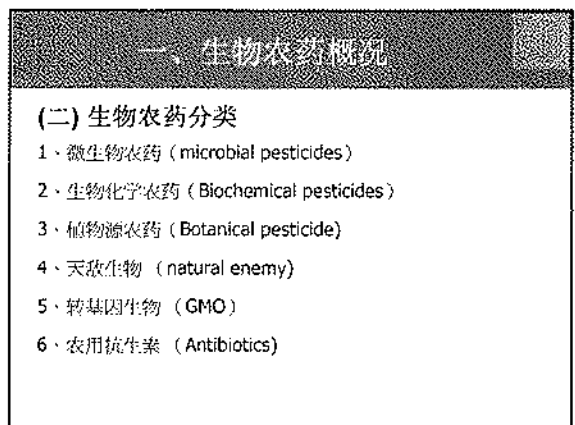 一、生物农药概况
(二) 生物农药分类
1、微生物农药（microbial pesticides）
2、生物化学农药（Biochemical pesticides）
3、植物源农药（Botanical pesticide)
4、天敌生物 （natural enemy)
5、转基因生物 （GMO）
6、农用抗生素 （Antibiotics)